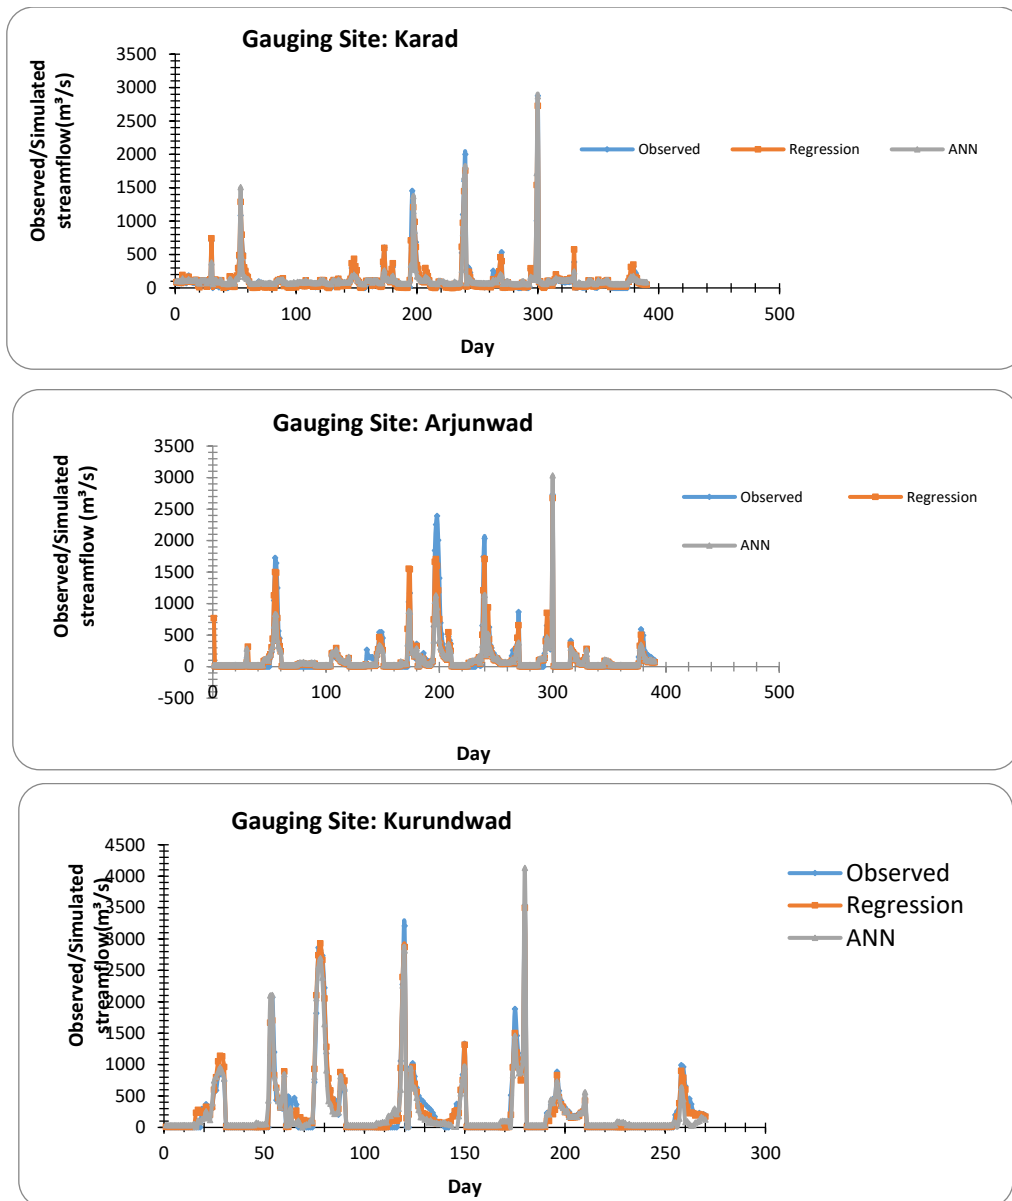 Gauging Site: Karad
Observed/Simulated
streamflow(m³/s)
3500
3000
2500
2000
1500
1000
500
0
0 100 200 300 400 500
Day
Observed Regression ANN
Gauging Site: Arjunwad
Observed/Simulated
streamflow (m³/s)
3500
3000
2500
2000
1500
1000
500
0
-500
0 100 200 300 400 500
Day
Observed Regression
ANN
Gauging Site: Kurundwad
Observed/Simulated
streamflow(m³/s)
4500
4000
3500
3000
2500
2000
1500
1000
500
0
0 50 100 150 200 250 300
Day
Observed
Regression
ANN